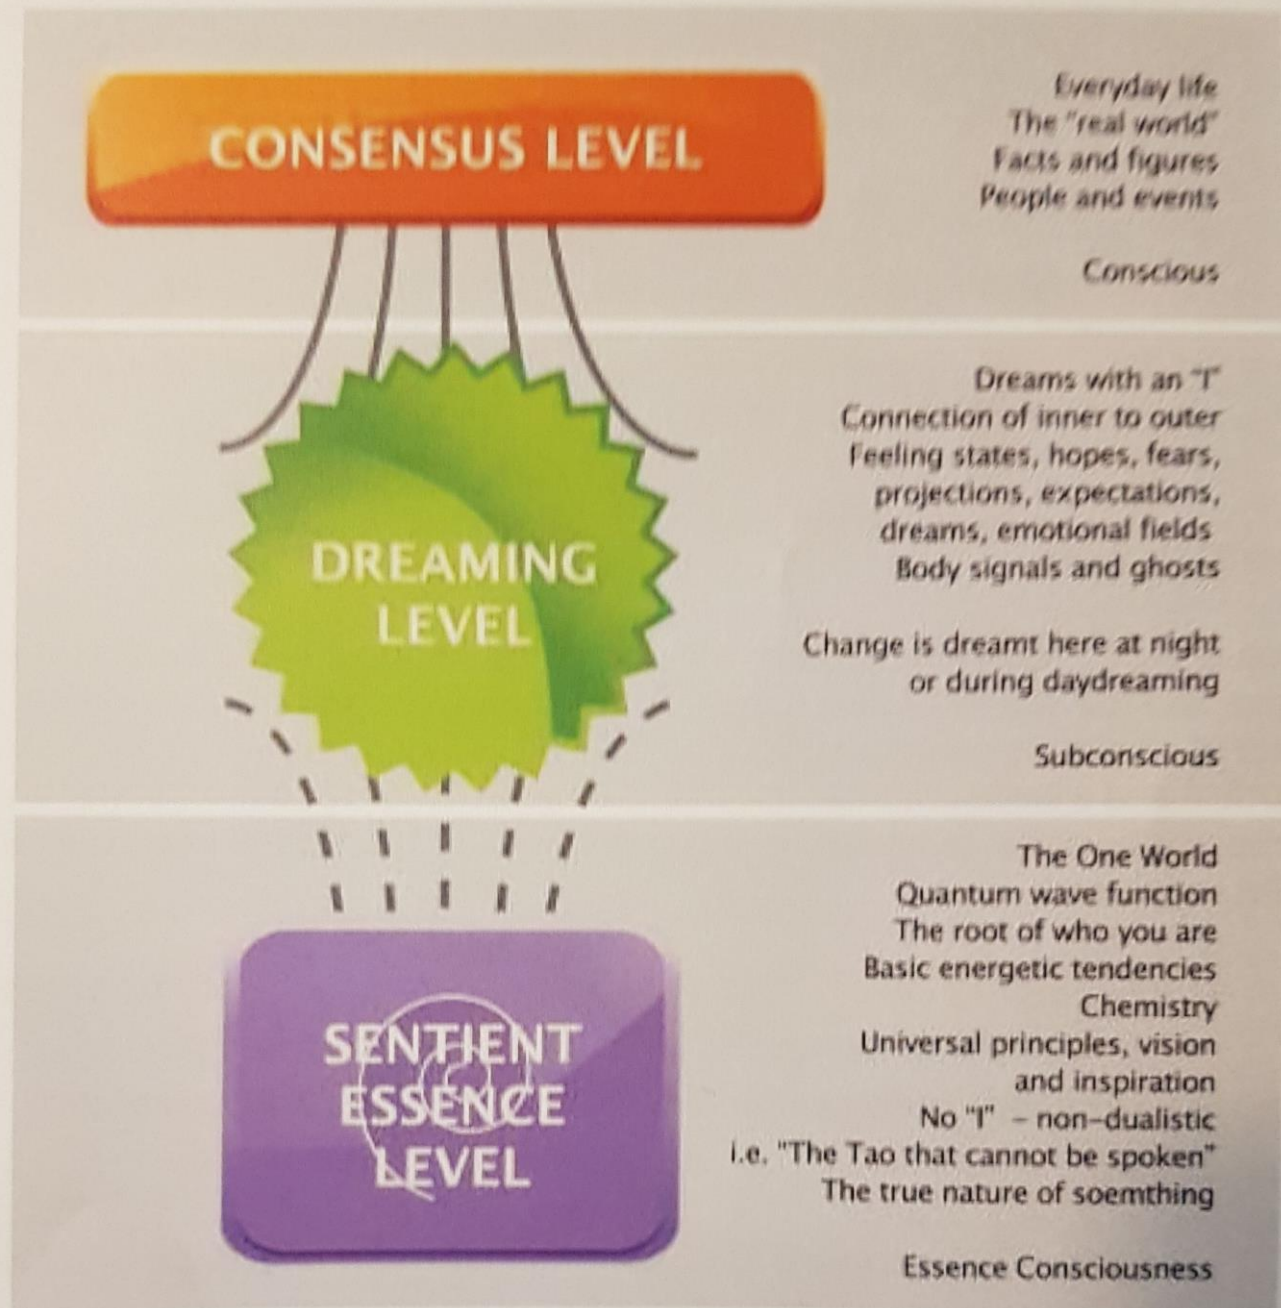 CONSENSUS LEVEL
Everyday life
The "real world"
Facts and figures
People and events
Conscious
DREAMING
LEVEL
Dreams with an "I"
Connection of inner to outer
Feeling states, hopes, fears,
projections, expectations,
dreams, emotional fields
Body signals and ghosts
Change is dreamt here at night
or during daydreaming
Subconscious
SENTIENT
ESSENCE
LEVEL
The One World
Quantum wave function
The root of who you are
Basic energetic tendencies
Chemistry
Universal principles, vision
and inspiration
No "I" – non-dualistic
i.e. "The Tao that cannot be spoken"
The true nature of soemthing
Essence Consciousness